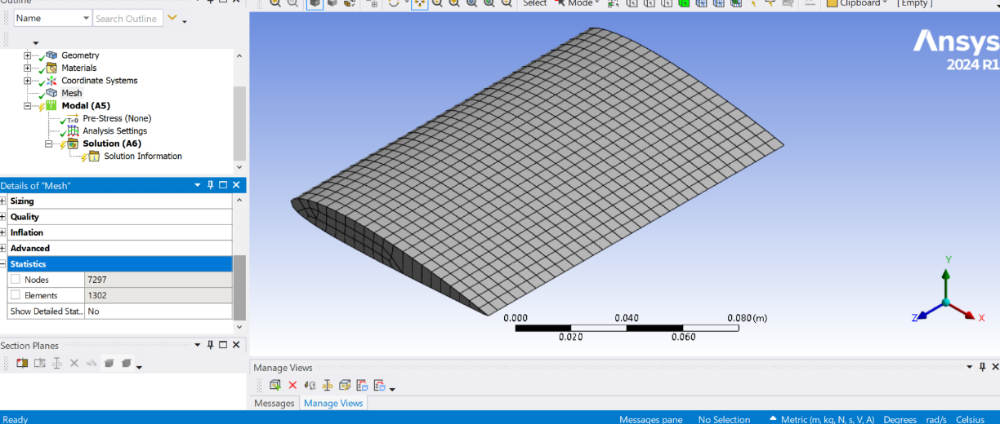 Outline
Select Mode Clipboard [Empty]
Name Search Outline
Geometry
Materials
Coordinate Systems
Mesh
Modal (A5)
T=0 Pre-Stress (None)
Analysis Settings
Solution (A6)
Solution Information
Ansys
2024 R1
Details of "Mesh"
Sizing
Quality
Inflation
Advanced
Statistics
Nodes 7297
Elements 1302
Show Detailed Stat... No
0.000 0.040 0.080 (m)
0.020 0.060
Y
Z X
Section Planes
Manage Views
Messages Manage Views
Ready Messages pane No Selection Metric (m, kg, N, s, V, A) Degrees rad/s Celsius